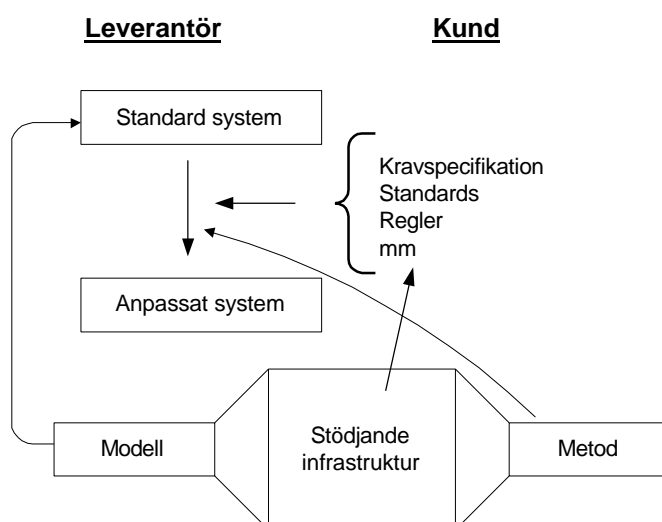 Leverantör
Kund
Standard system
Kravspecifikation
Standards
Regler
mm
Anpassat system
Modell
Stödjande
infrastruktur
Metod